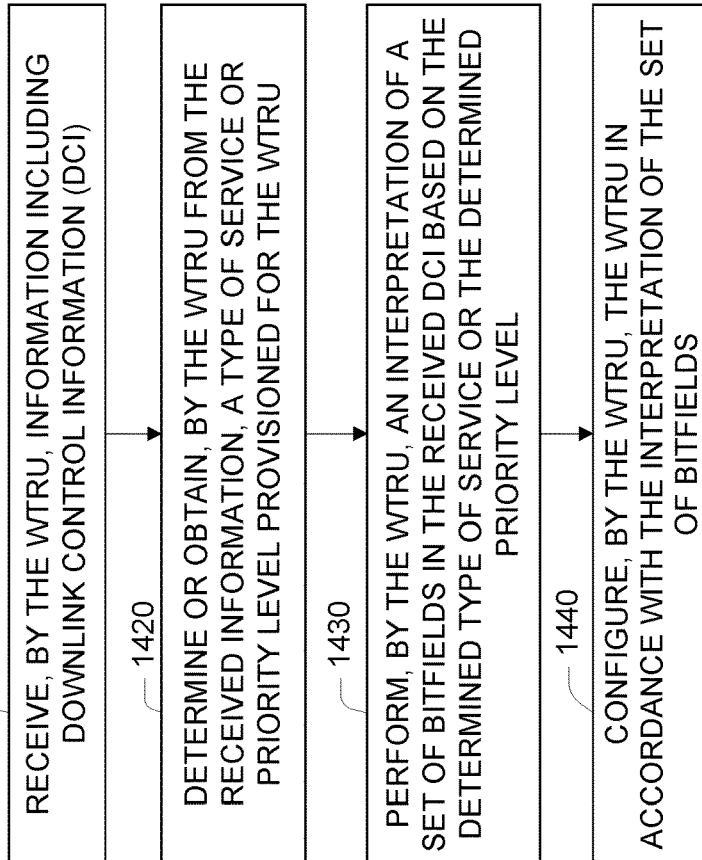 RECEIVE, BY THE WTRU, INFORMATION INCLUDING
DOWNLINK CONTROL INFORMATION (DCI)
1420
DETERMINE OR OBTAIN, BY THE WTRU FROM THE
RECEIVED INFORMATION, A TYPE OF SERVICE OR
PRIORITY LEVEL PROVISIONED FOR THE WTRU
1430
PERFORM, BY THE WTRU, AN INTERPRETATION OF A
SET OF BITFIELDS IN THE RECEIVED DCI BASED ON THE
DETERMINED TYPE OF SERVICE OR THE DETERMINED
PRIORITY LEVEL
1440
CONFIGURE, BY THE WTRU, THE WTRU IN
ACCORDANCE WITH THE INTERPRETATION OF THE SET
OF BITFIELDS